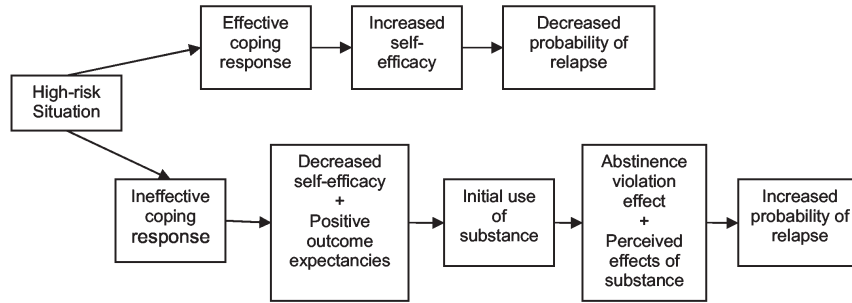 High-risk
Situation
Effective
coping
response
Increased
self-
efficacy
Decreased
probability of
relapse
Ineffective
coping
response
Decreased
self-efficacy
+
Positive
outcome
expectancies
Initial use
of
substance
Abstinence
violation
effect
+
Perceived
effects of
substance
Increased
probability of
relapse